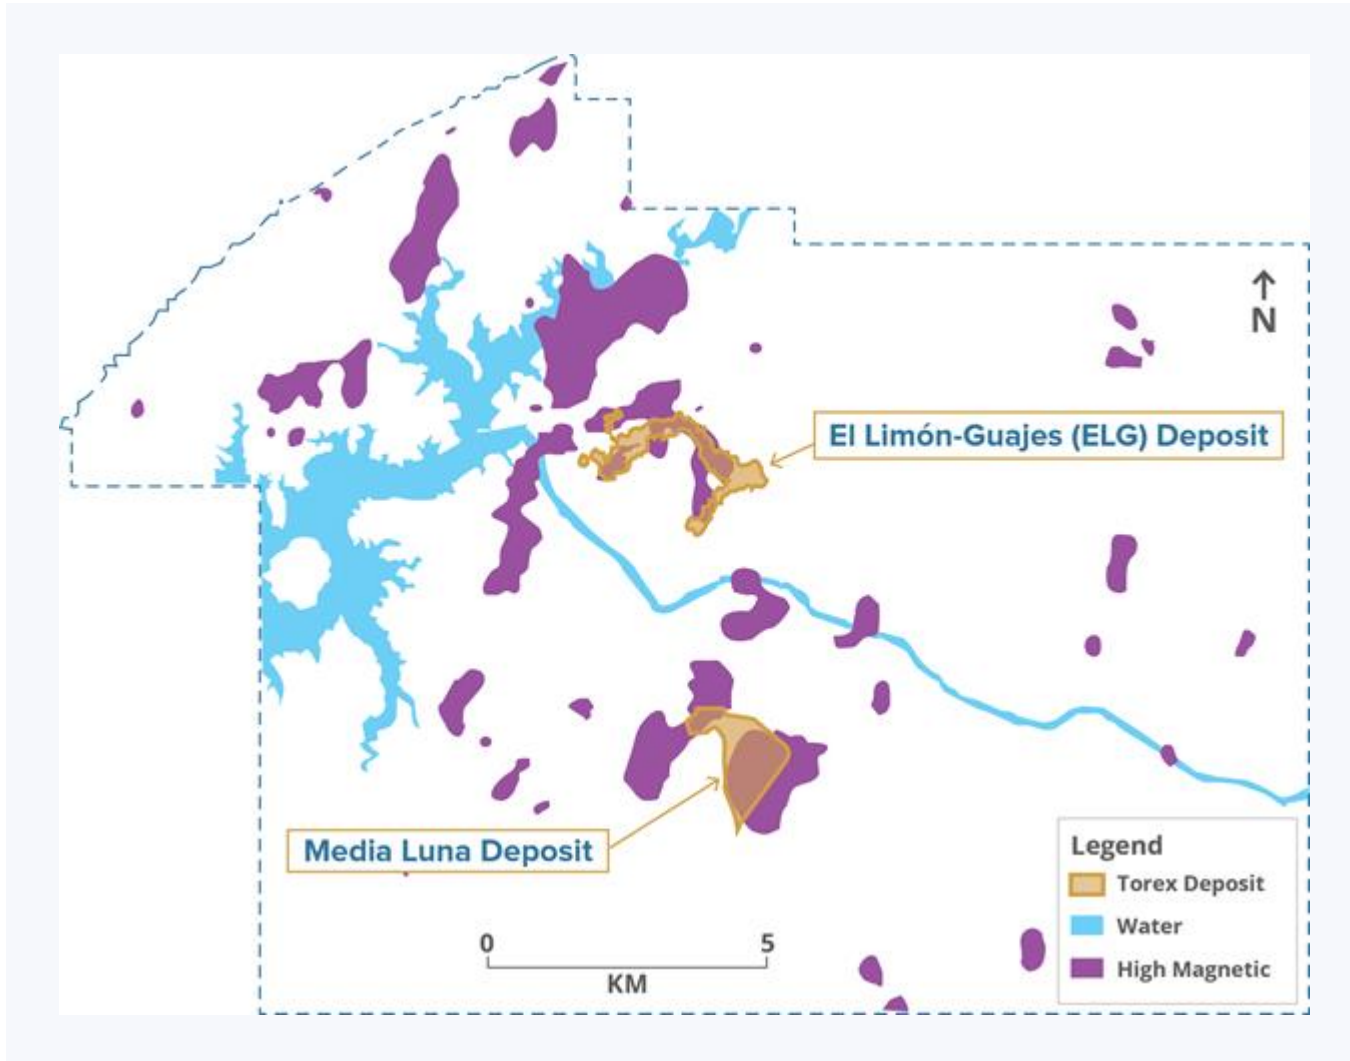 N
El Limón-Guajes (ELG) Deposit
Media Luna Deposit
0 5
KM
Legend
Torex Deposit
Water
High Magnetic